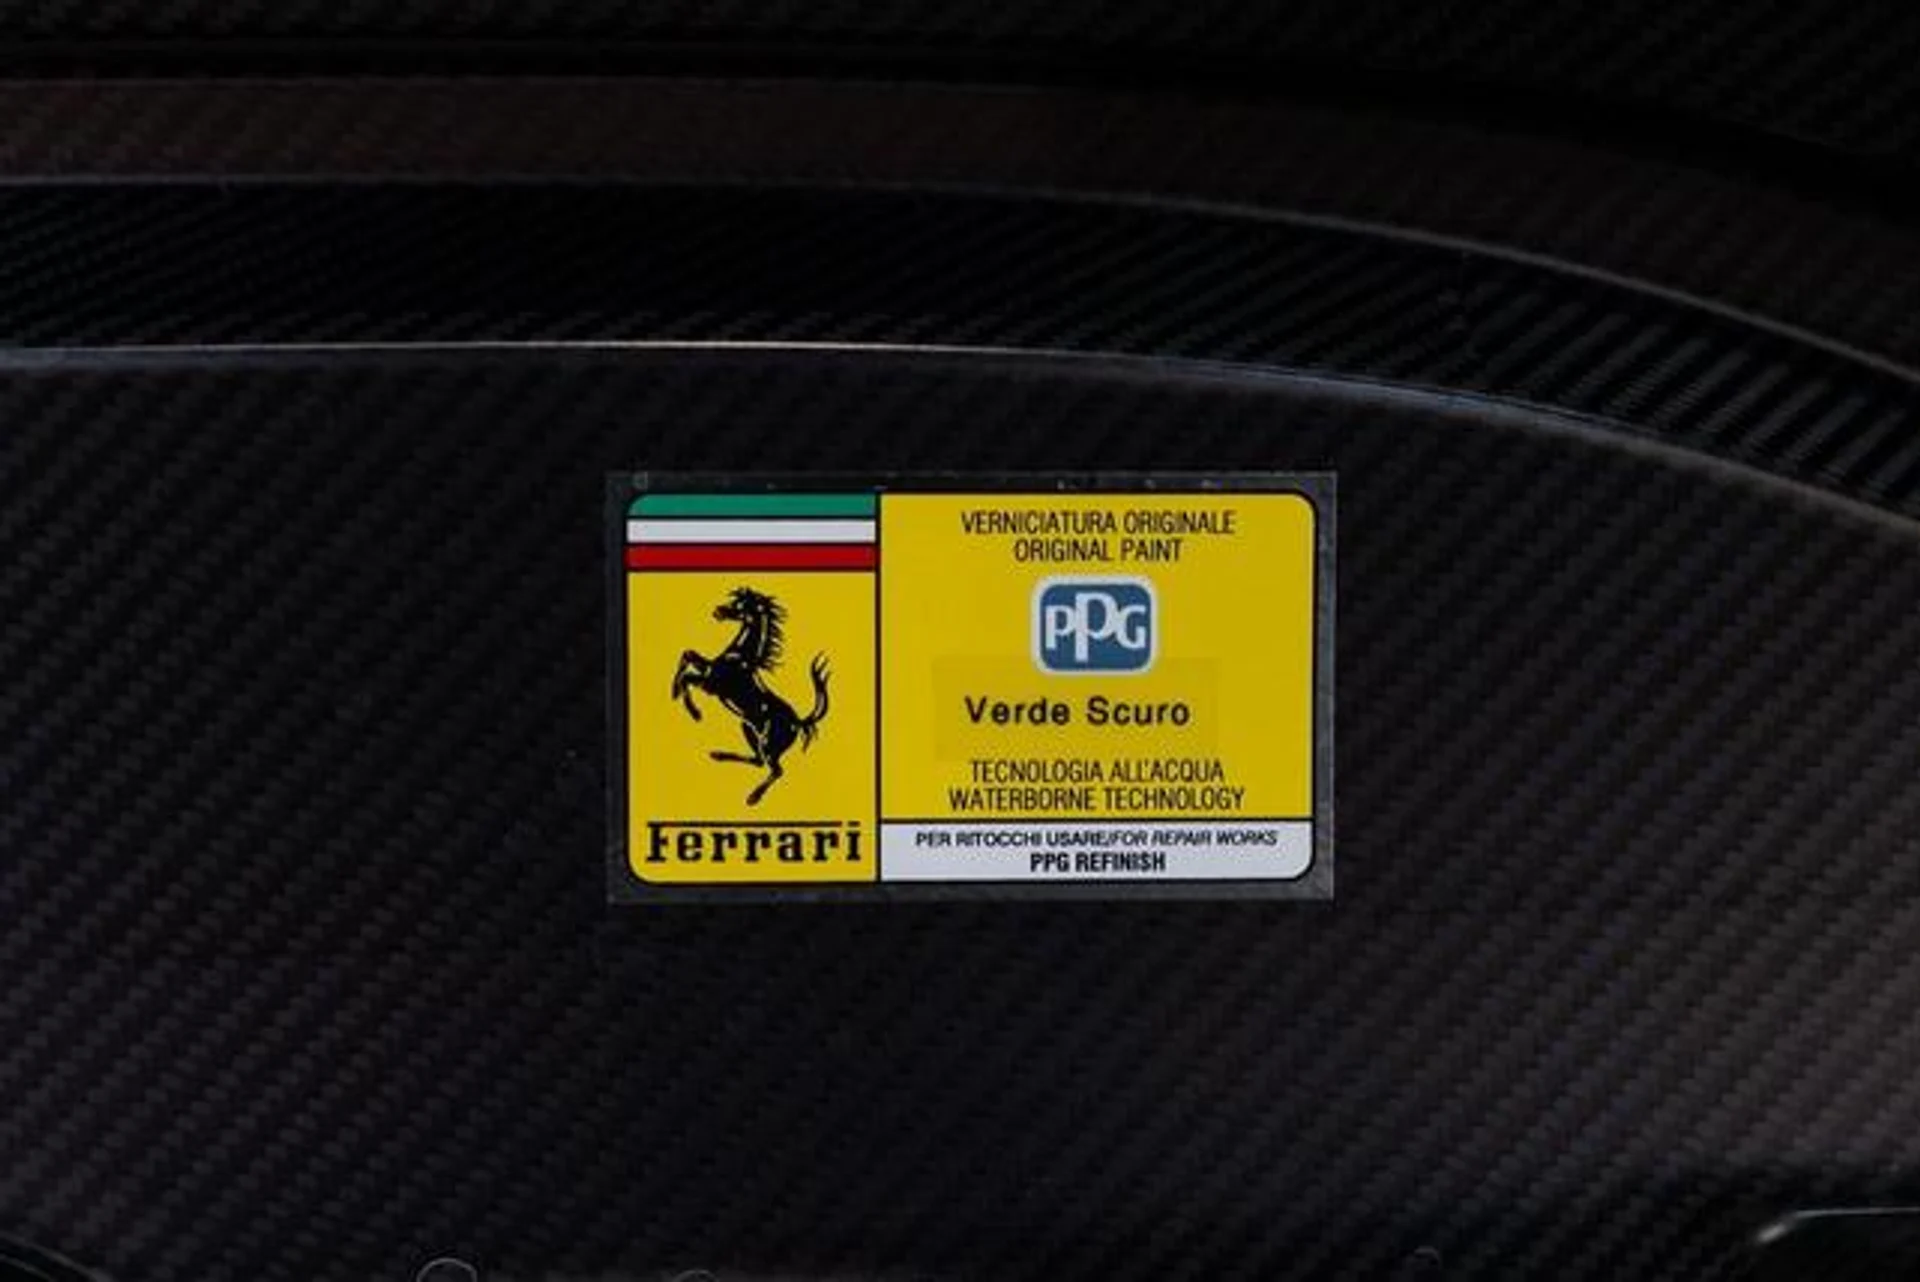 Ferrari
VERNICIATURA ORIGINALE
ORIGINAL PAINT
PPG
Verde Scuro
TECNOLOGIA ALL'ACQUA
WATERBORNE TECHNOLOGY
PER RITOCCHI USARE/FOR REPAIR WORKS
PPG REFINISH